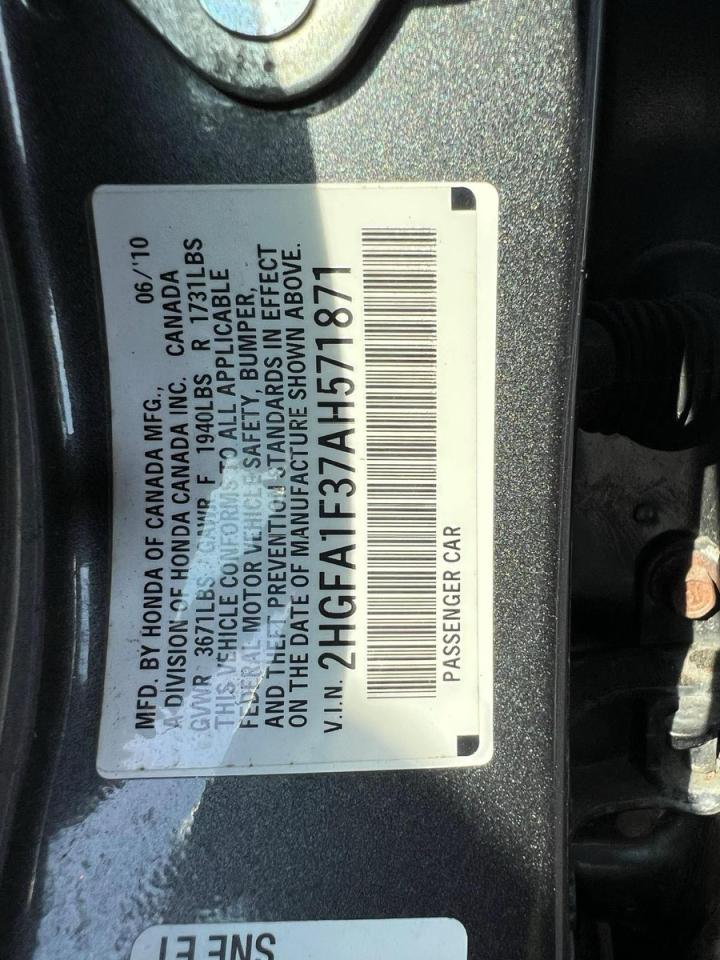 MFD. BY HONDA OF CANADA MFG., 06/'10
A DIVISION OF HONDA CANADA INC. CANADA
GVWR 3671LBS GAWR F 1940LBS R 1731LBS
THIS VEHICLE CONFORMS TO ALL APPLICABLE
FEDERAL MOTOR VEHICLE SAFETY, BUMPER,
AND THEFT PREVENTION STANDARDS IN EFFECT
ON THE DATE OF MANUFACTURE SHOWN ABOVE.
V.I.N. 2HGFA1F37AH571871
PASSENGER CAR